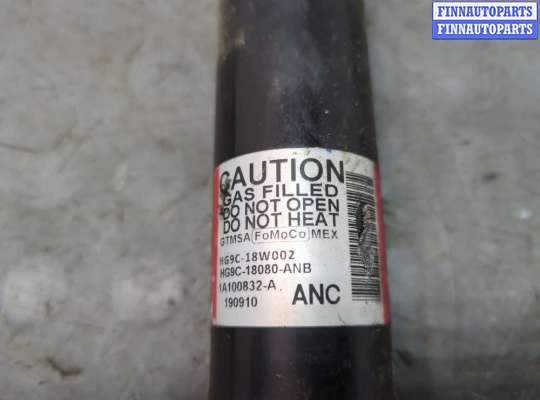 FINNAUTOPARTS
FINNAUTOPARTS
CAUTION
GAS FILLED
DO NOT OPEN
DO NOT HEAT
GTMSA FoMoCo MEX
HG9C-18W002
HG9C-18080-ANB
1A100832-A
190910 ANC